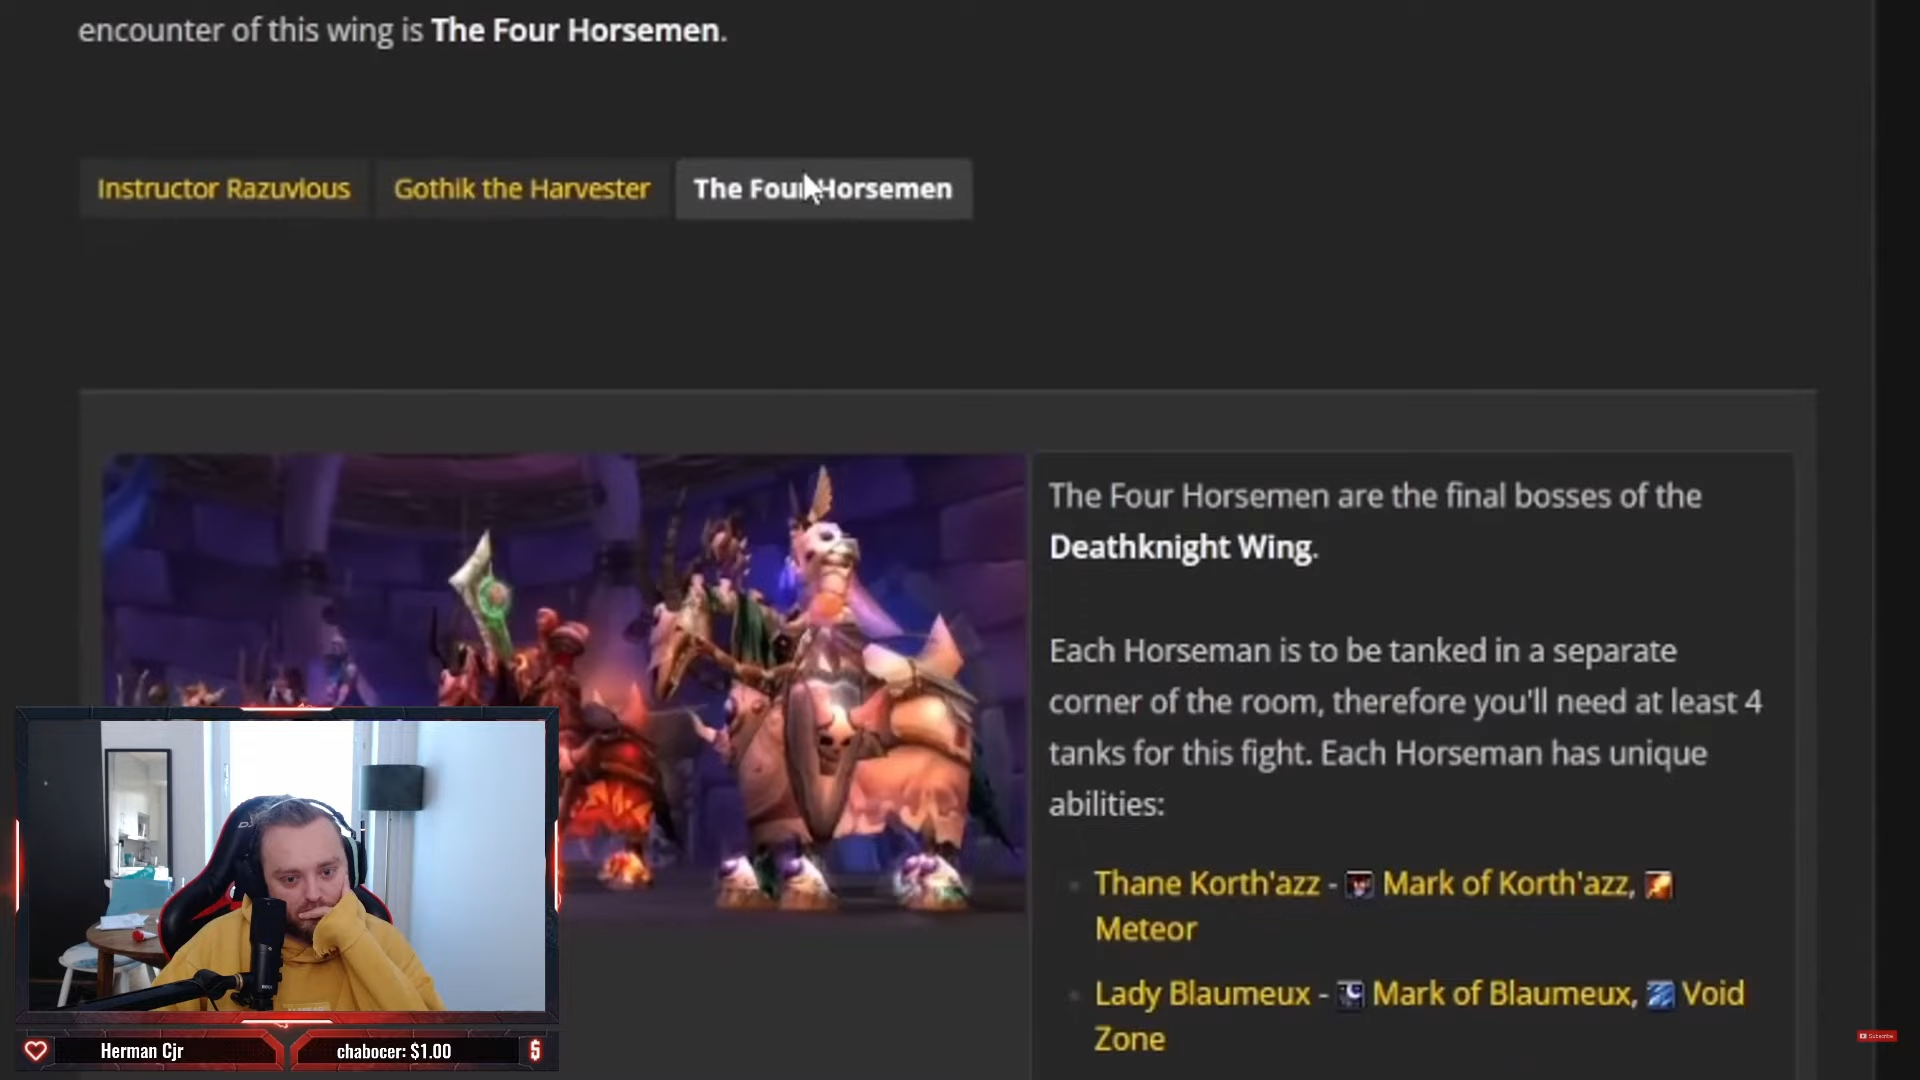 encounter of this wing is The Four Horsemen.
Instructor Razuvious
Gothik the Harvester
The Four Horsemen
The Four Horsemen are the final bosses of the
Deathknight Wing.
Each Horseman is to be tanked in a separate
corner of the room, therefore you'll need at least 4
tanks for this fight. Each Horseman has unique
abilities:
Thane Korth'azz - Mark of Korth'azz,
Meteor
Lady Blaumeux - Mark of Blaumeux, Void
Zone
Herman Cjr
chabocer: $1.00
$
Subscribe